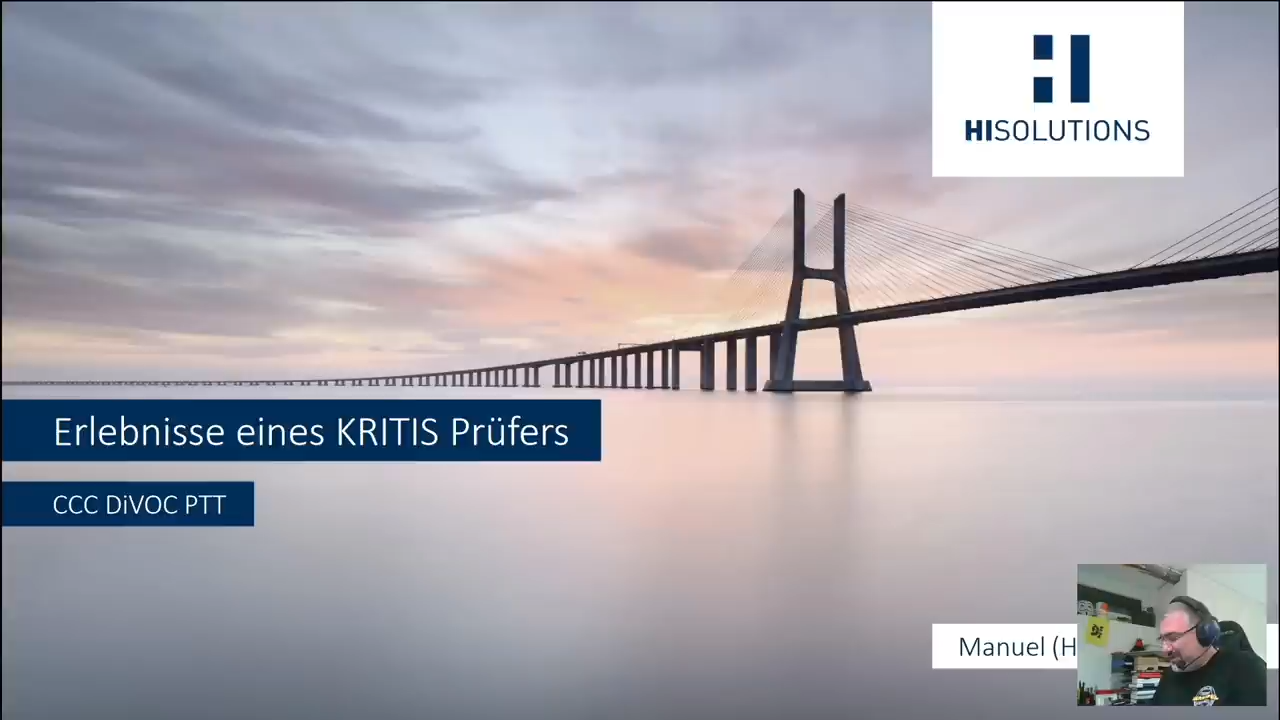 HISOLUTIONS
Erlebnisse eines KRITIS Prüfers
CCC DiVOC PTT
Manuel (H